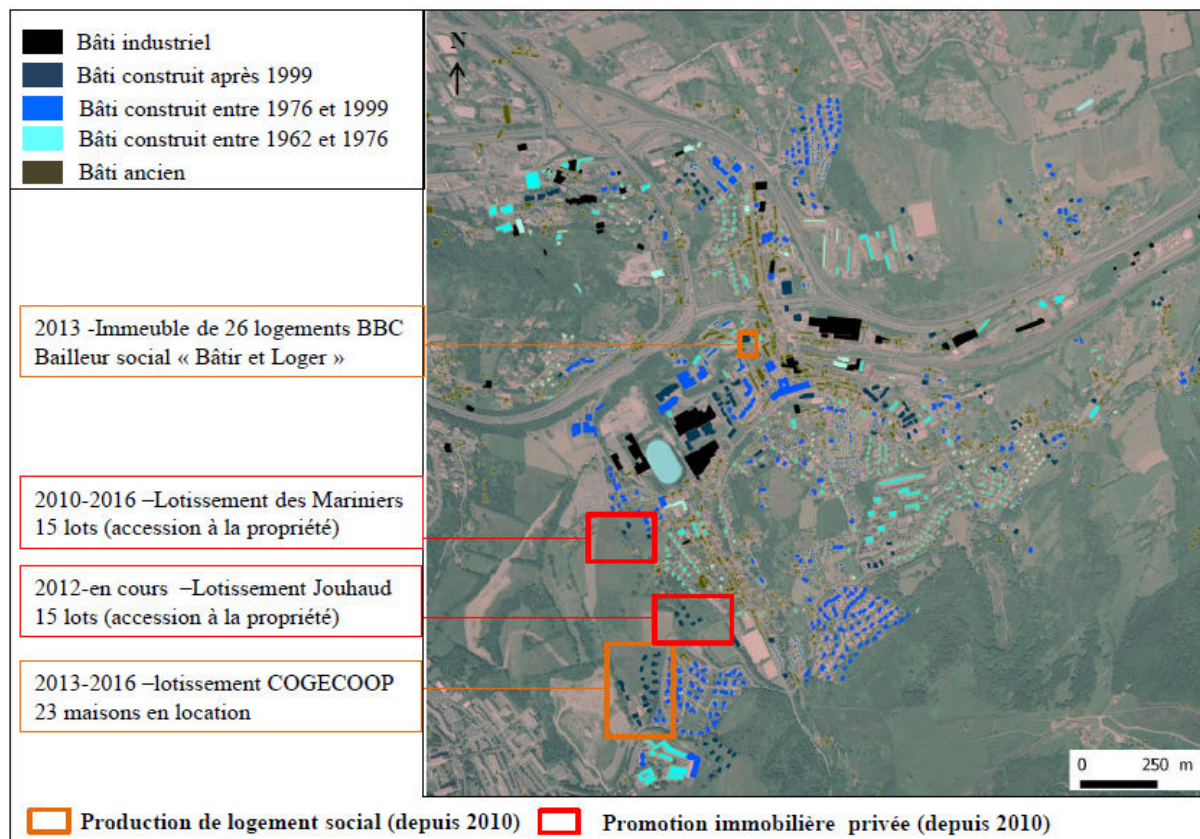 Bâti industriel
Bâti construit après 1999
Bâti construit entre 1976 et 1999
Bâti construit entre 1962 et 1976
Bâti ancien
N
2013 -Immeuble de 26 logements BBC
Bailleur social « Bâtir et Loger »
2010-2016 –Lotissement des Mariniers
15 lots (accession à la propriété)
2012-en cours –Lotissement Jouhaud
15 lots (accession à la propriété)
2013-2016 –lotissement COGECOOP
23 maisons en location
0 250 m
Production de logement social (depuis 2010) Promotion immobilière privée (depuis 2010)